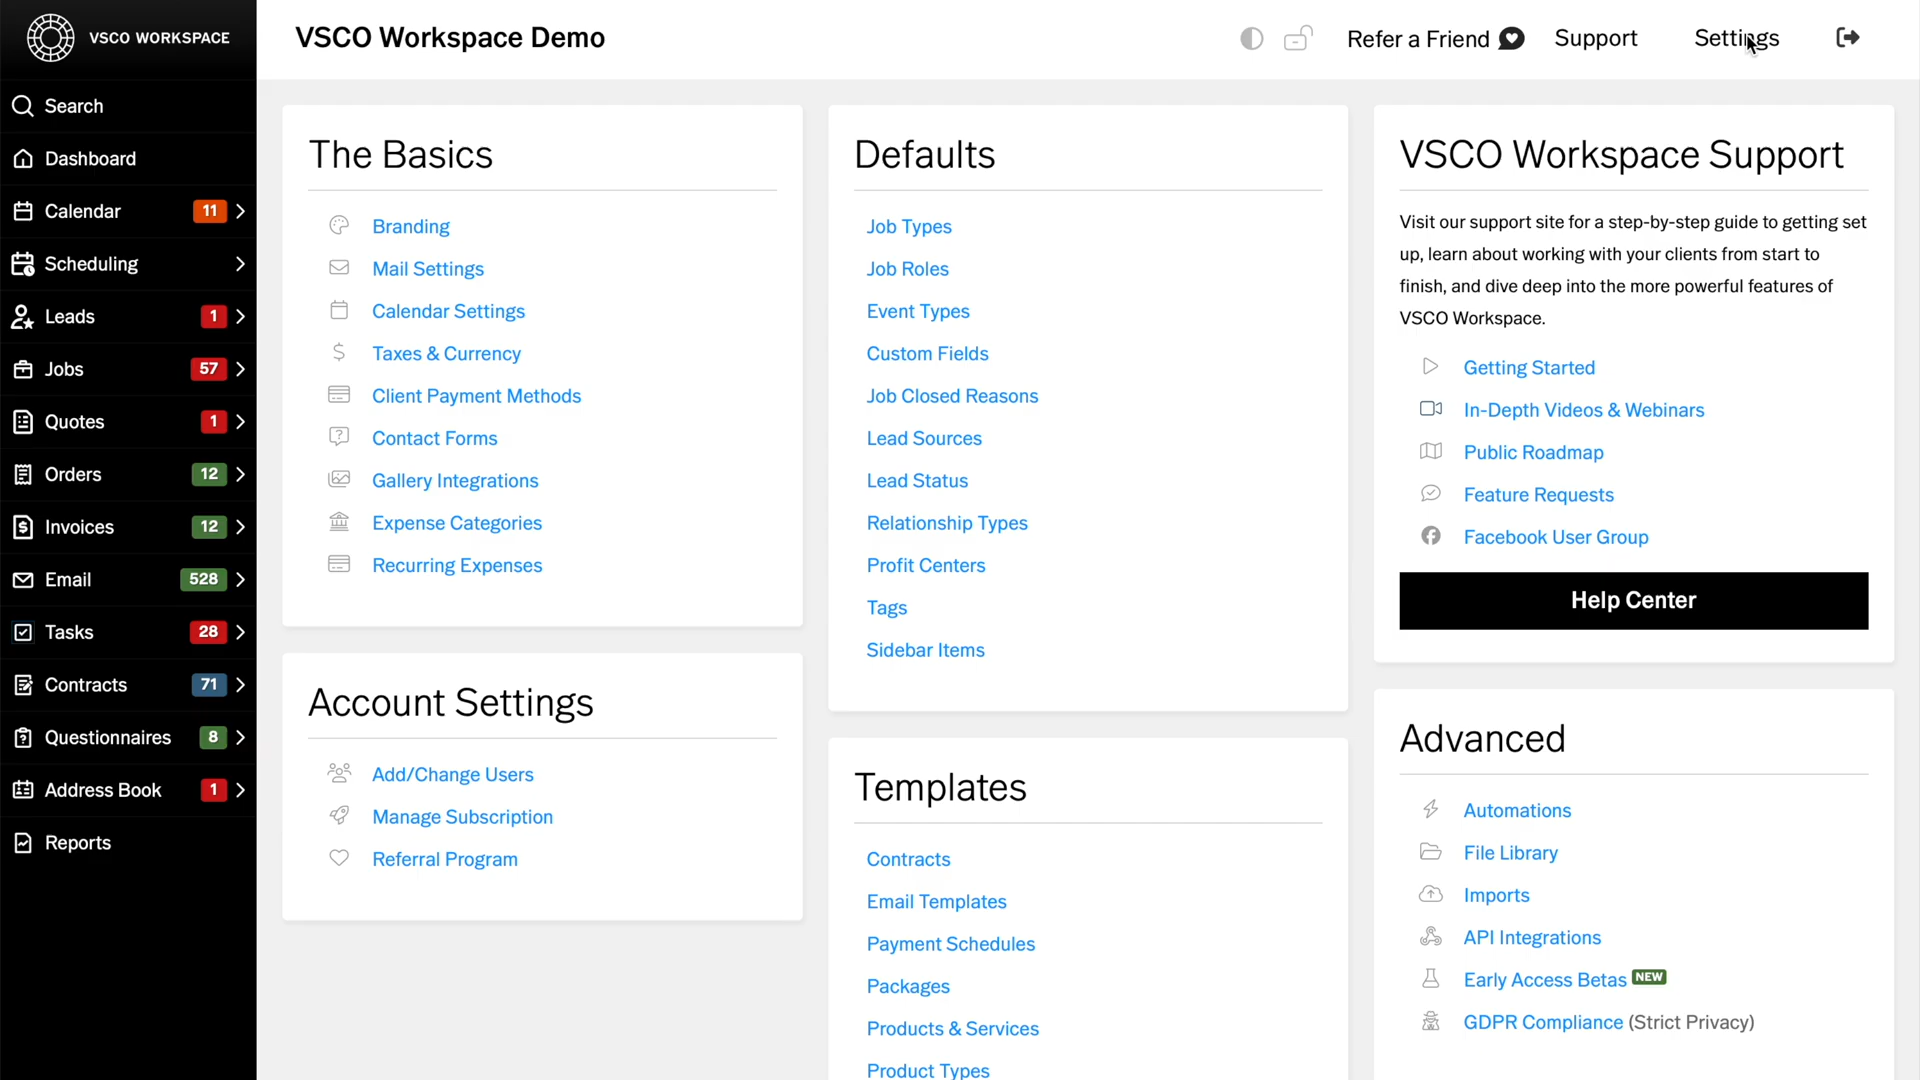 VSCO WORKSPACE
Search
Dashboard
Calendar 11
Scheduling
Leads 1
Jobs 57
Quotes 1
Orders 12
Invoices 12
Email 528
Tasks 28
Contracts 71
Questionnaires 8
Address Book 1
Reports
VSCO Workspace Demo
Refer a Friend
Support
Settings
The Basics
Branding
Mail Settings
Calendar Settings
Taxes & Currency
Client Payment Methods
Contact Forms
Gallery Integrations
Expense Categories
Recurring Expenses
Account Settings
Add/Change Users
Manage Subscription
Referral Program
Defaults
Job Types
Job Roles
Event Types
Custom Fields
Job Closed Reasons
Lead Sources
Lead Status
Relationship Types
Profit Centers
Tags
Sidebar Items
Templates
Contracts
Email Templates
Payment Schedules
Packages
Products & Services
Product Types
VSCO Workspace Support
Visit our support site for a step-by-step guide to getting set
up, learn about working with your clients from start to
finish, and dive deep into the more powerful features of
VSCO Workspace.
Getting Started
In-Depth Videos & Webinars
Public Roadmap
Feature Requests
Facebook User Group
Help Center
Advanced
Automations
File Library
Imports
API Integrations
Early Access Betas NEW
GDPR Compliance (Strict Privacy)